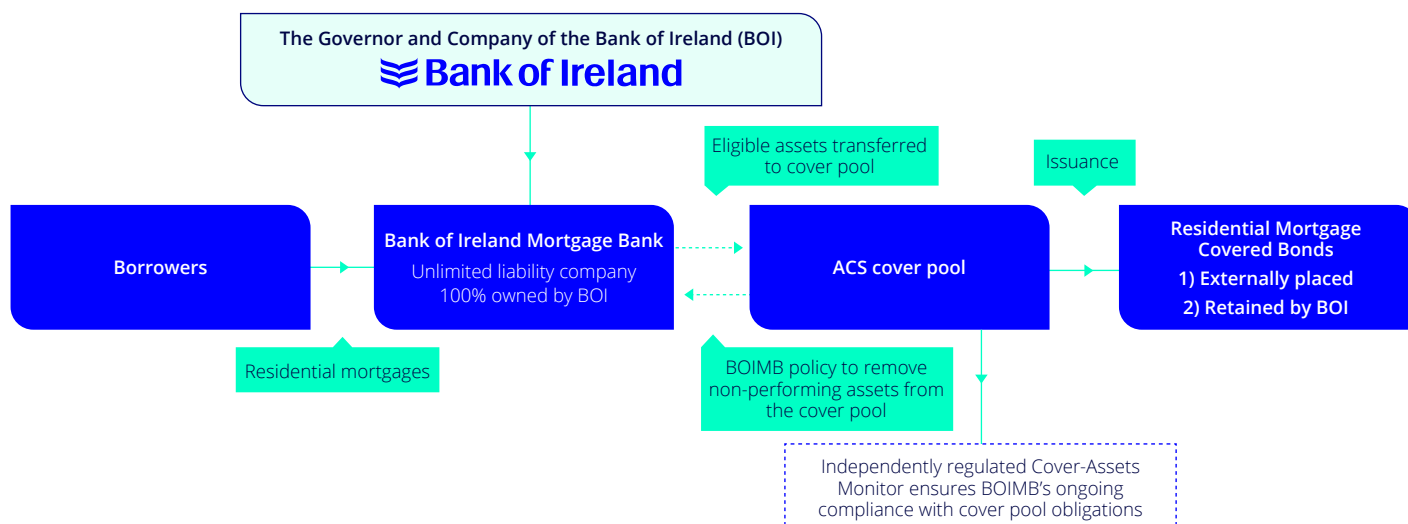 The Governor and Company of the Bank of Ireland (BOI)
Bank of Ireland
Eligible assets transferred
to cover pool
Issuance
Borrowers
Bank of Ireland Mortgage Bank
Unlimited liability company
100% owned by BOI
ACS cover pool
Residential Mortgage
Covered Bonds
1) Externally placed
2) Retained by BOI
Residential mortgages
BOIMB policy to remove
non-performing assets from
the cover pool
Independently regulated Cover-Assets
Monitor ensures BOIMB’s ongoing
compliance with cover pool obligations